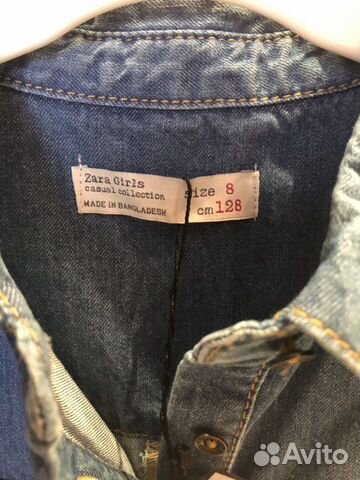 Zara Girls
casual collection
MADE IN BANGLADESH
size 8
cm 128
Avito